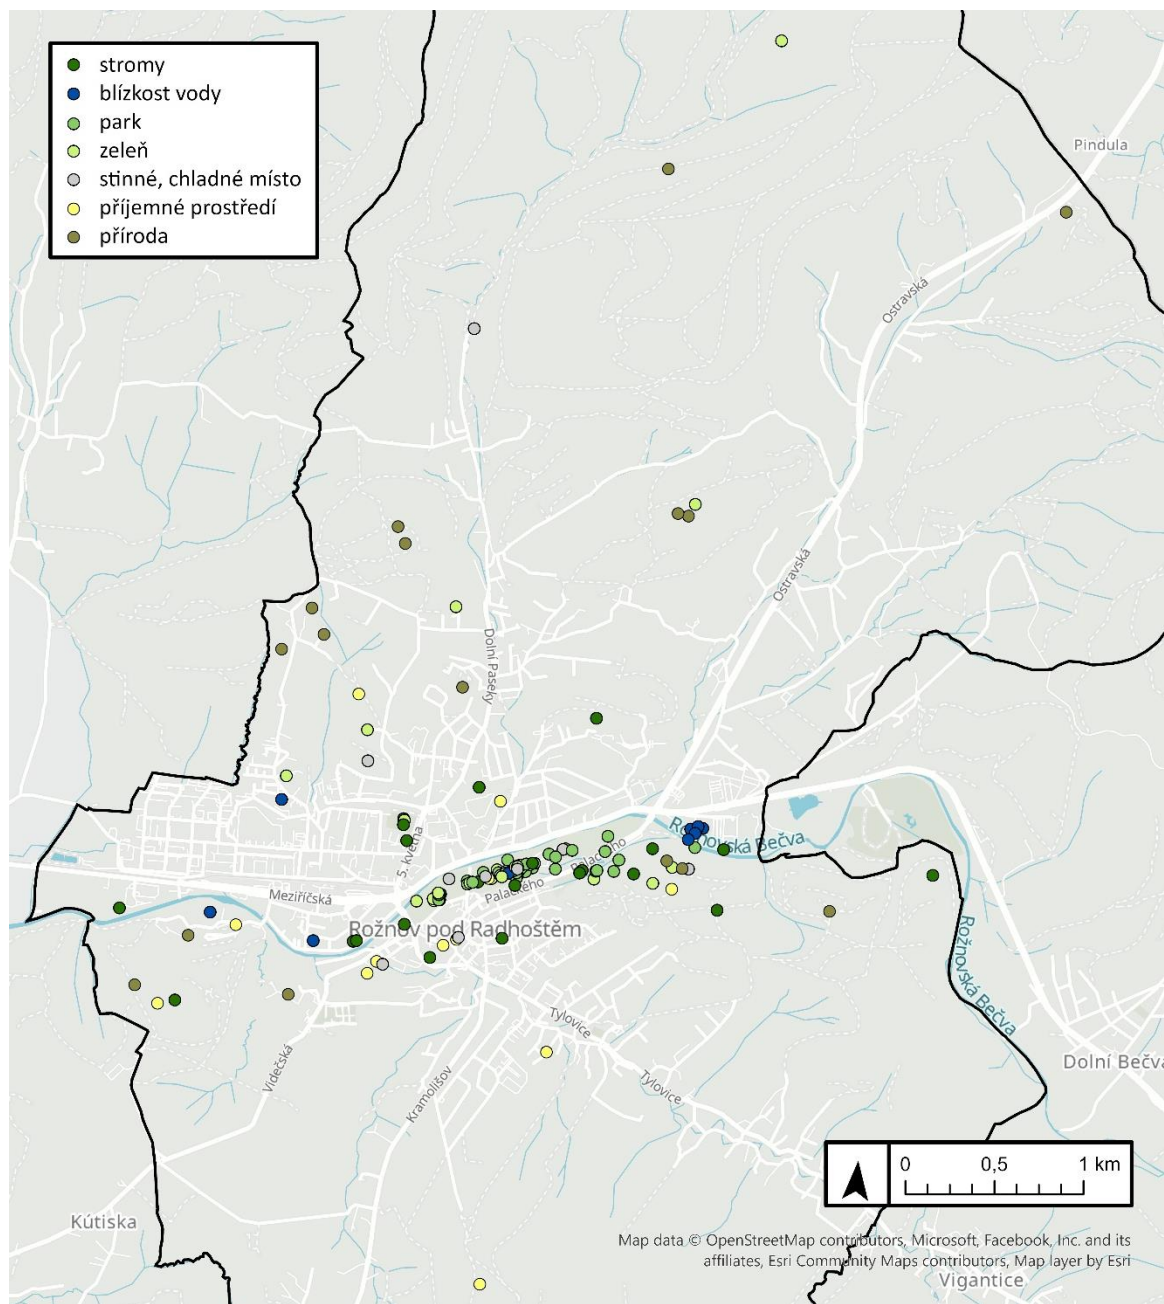 stromy
blízkost vody
park
zeleň
stinné, chladné místo
příjemné prostředí
příroda
Pindula
Ostravská
Ostravská
Dolní Paseky
5. května
Rožnovská Bečva
Palackého
Palackého
Meziříčská
Rožnov pod Radhoštěm
Rožnovská Bečva
Tylovice
Videčská
Kramolišov
Tylovice
Dolní Bečva
0 0,5 1 km
Kútiska
Map data © OpenStreetMap contributors, Microsoft, Facebook, Inc. and its
affiliates, Esri Community Maps contributors, Map layer by Esri
Vigantice